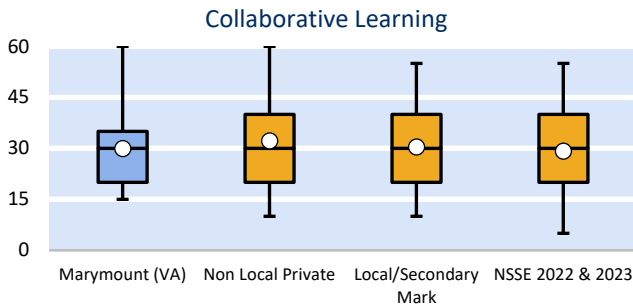 Collaborative Learning
60
45
30
15
0
Marymount (VA) Non Local Private Local/Secondary NSSE 2022 & 2023
Mark